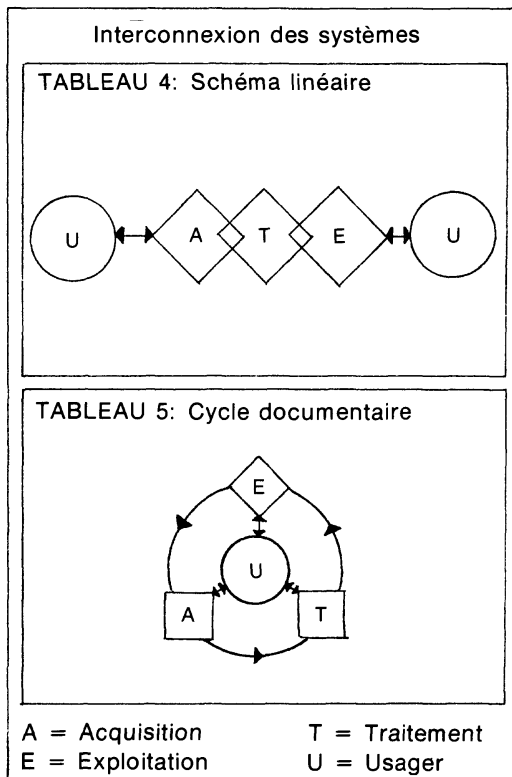 Interconnexion des systèmes
TABLEAU 4: Schéma linéaire
U A T E U
TABLEAU 5: Cycle documentaire
E
U
A T
A = Acquisition T = Traitement
E = Exploitation U = Usager